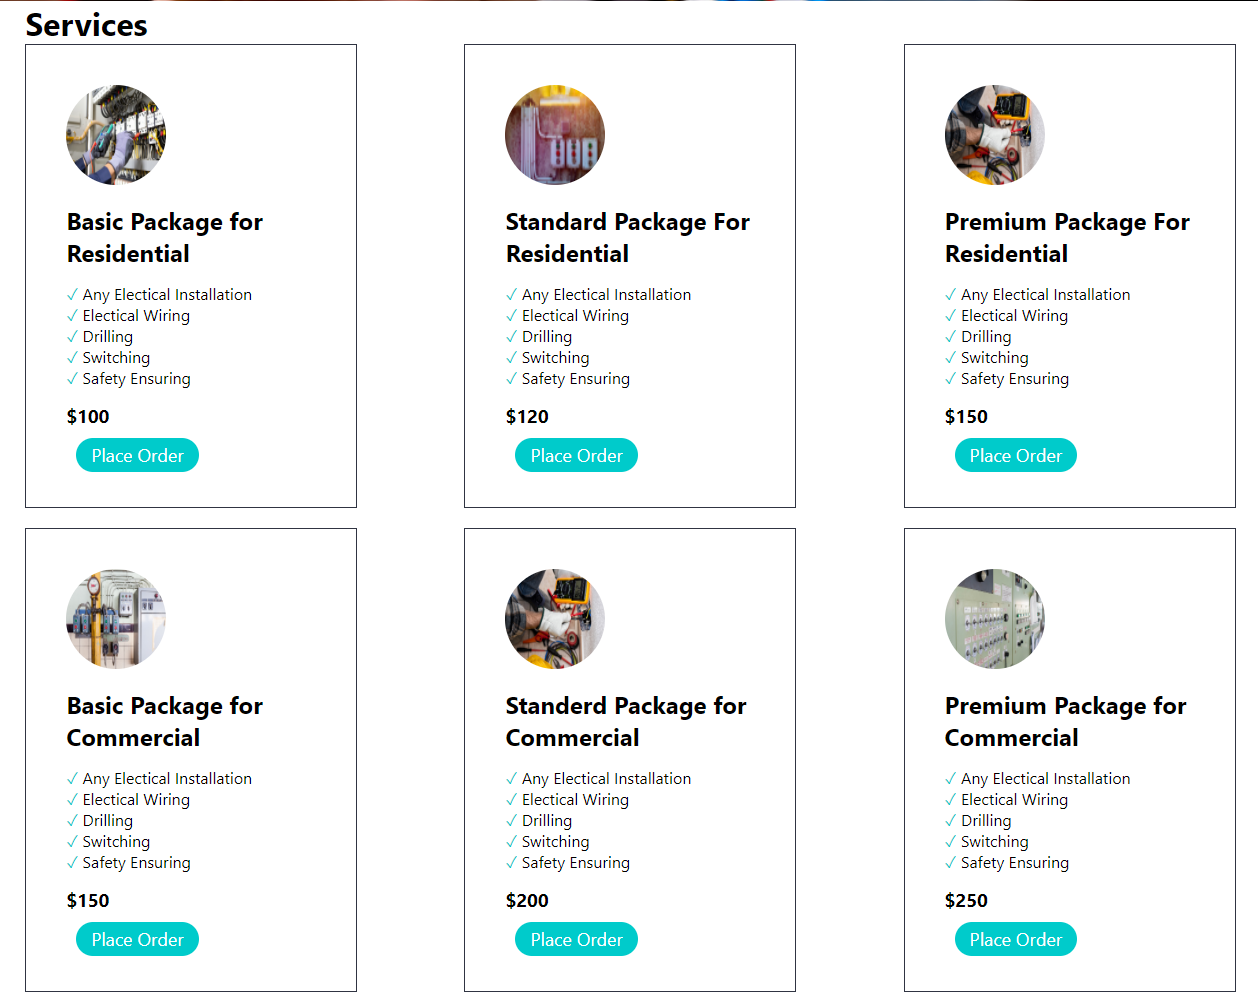 Services
Basic Package for
Residential
✓ Any Electical Installation
✓ Electical Wiring
✓ Drilling
✓ Switching
✓ Safety Ensuring
$100
Place Order
Standard Package For
Residential
✓ Any Electical Installation
✓ Electical Wiring
✓ Drilling
✓ Switching
✓ Safety Ensuring
$120
Place Order
Premium Package For
Residential
✓ Any Electical Installation
✓ Electical Wiring
✓ Drilling
✓ Switching
✓ Safety Ensuring
$150
Place Order
Basic Package for
Commercial
✓ Any Electical Installation
✓ Electical Wiring
✓ Drilling
✓ Switching
✓ Safety Ensuring
$150
Place Order
Standerd Package for
Commercial
✓ Any Electical Installation
✓ Electical Wiring
✓ Drilling
✓ Switching
✓ Safety Ensuring
$200
Place Order
Premium Package for
Commercial
✓ Any Electical Installation
✓ Electical Wiring
✓ Drilling
✓ Switching
✓ Safety Ensuring
$250
Place Order